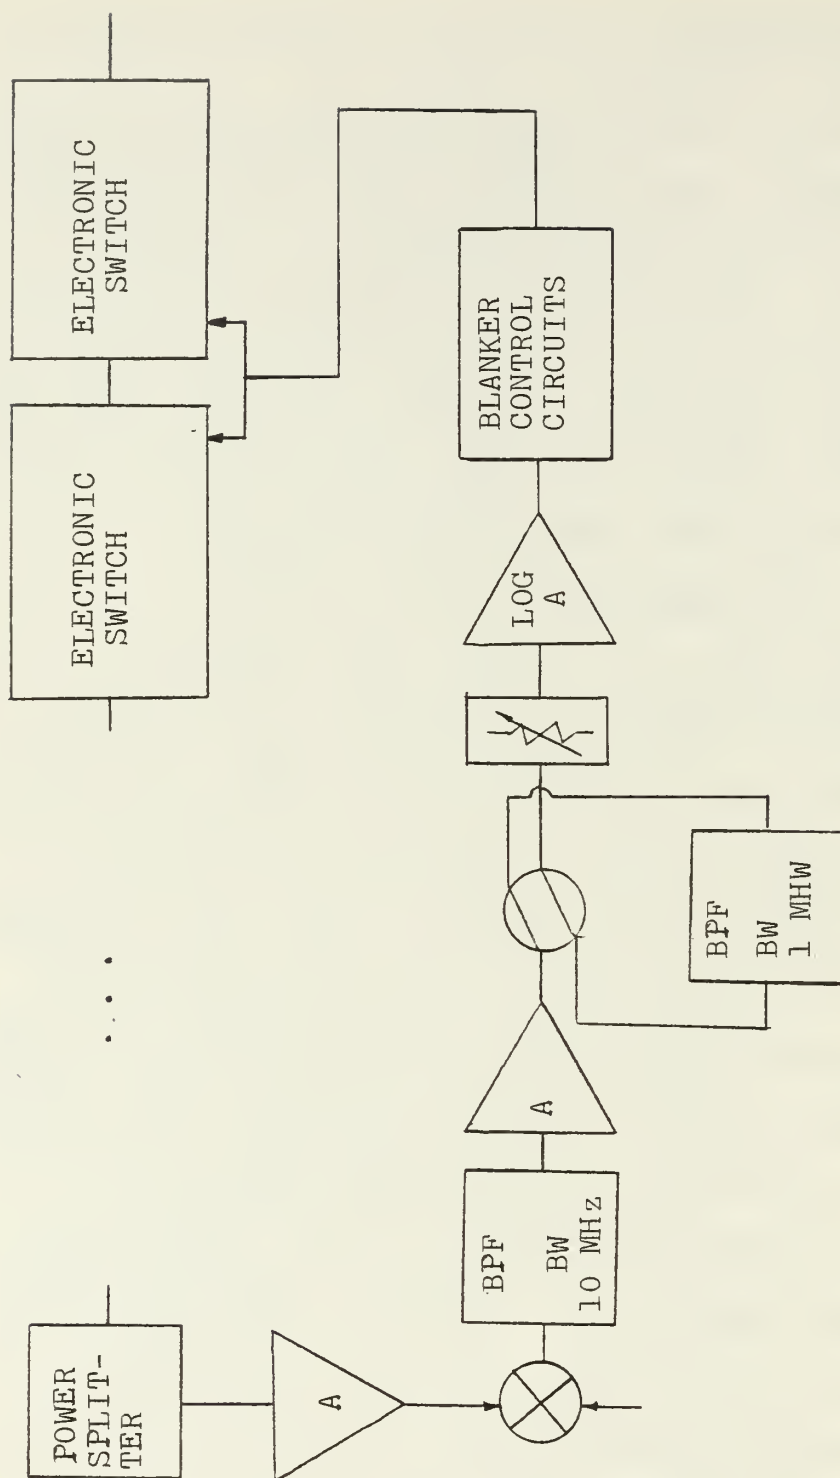 POWER
SPLIT-
TER
A
BPF
BW
10 MHz
A
BPF
BW
1 MHW
LOG
A
BLANKER
CONTROL
CIRCUITS
ELECTRONIC
SWITCH
ELECTRONIC
SWITCH